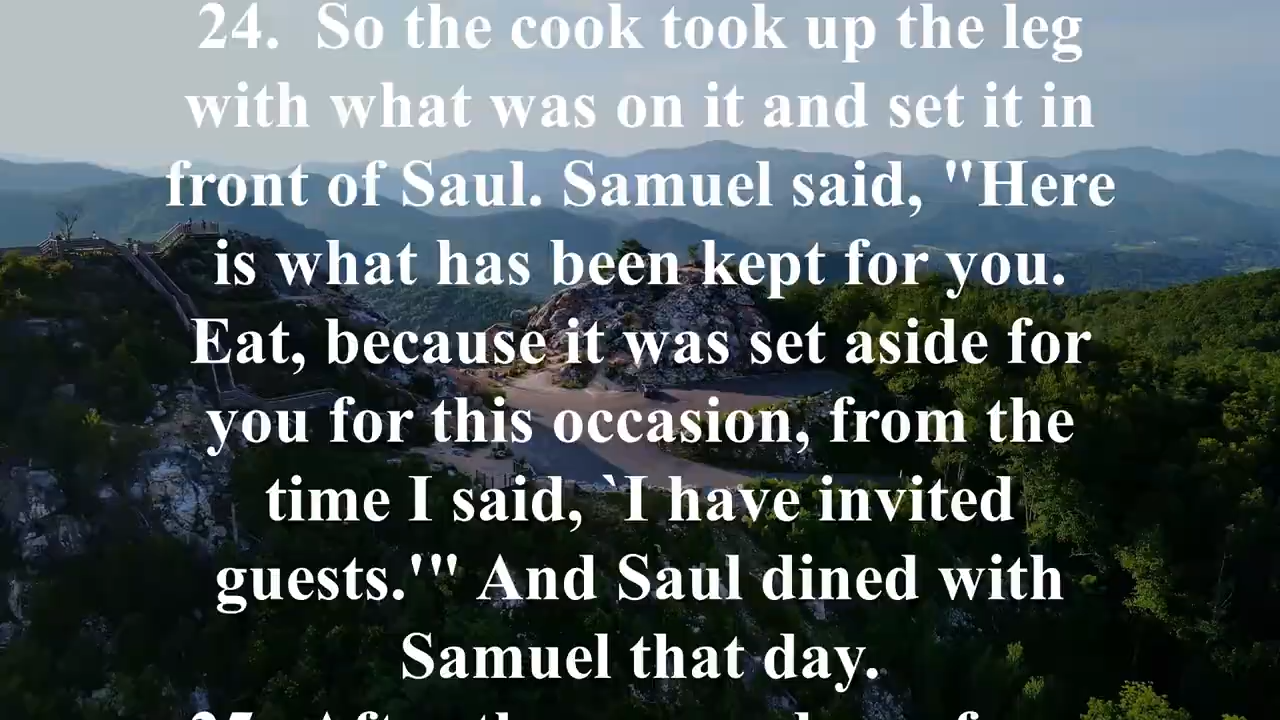 24.  So the cook took up the leg
with what was on it and set it in
front of Saul. Samuel said, "Here
is what has been kept for you.
Eat, because it was set aside for
you for this occasion, from the
time I said, `I have invited
guests.'" And Saul dined with
Samuel that day.